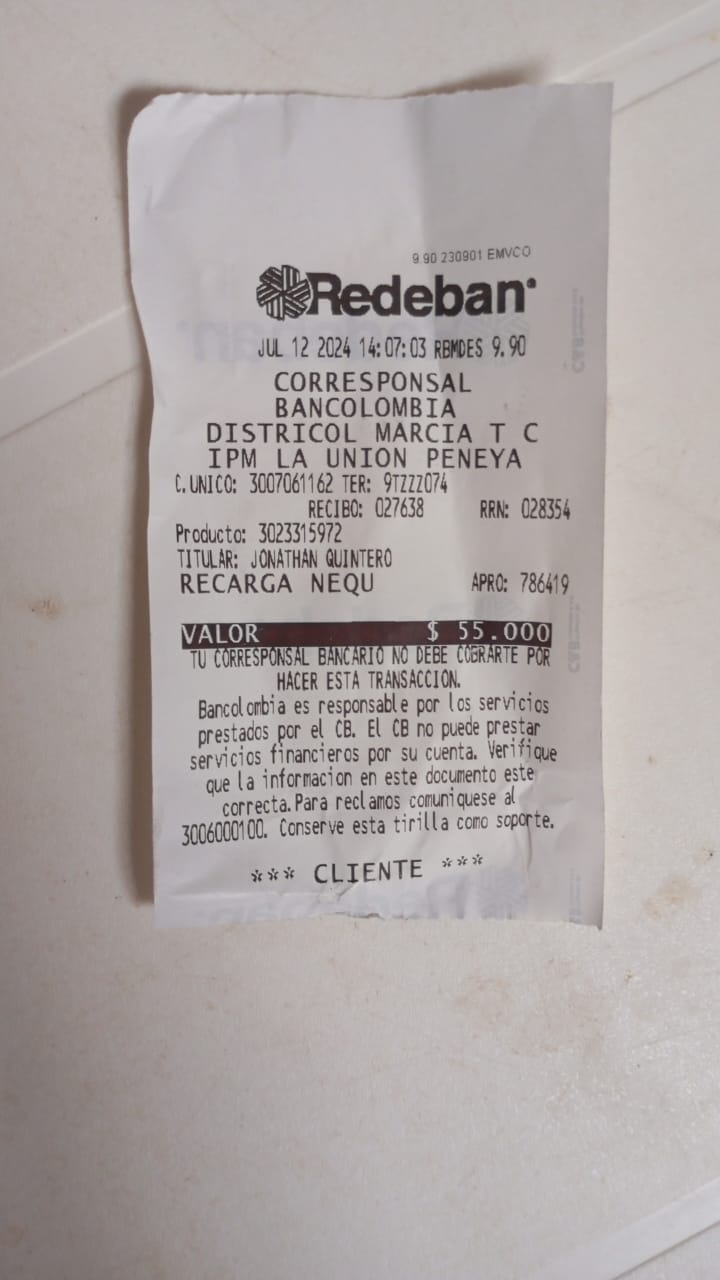 9.90 230901 EMVCO
Redeban
JUL 12 2024 14:07:03 RBMDES 9.90
CORRESPONSAL
BANCOLOMBIA
DISTRICOL MARCIA T C
IPM LA UNION PENEYA
C.UNICO: 3007061162 TER: 9TZZZ074
RECIBO: 027638 RRN: 028354
Producto: 3023315972
TITULAR: JONATHAN QUINTERO
RECARGA NEQU APRO: 786419
VALOR $ 55.000
TU CORRESPONSAL BANCARIO NO DEBE COBRARTE POR
HACER ESTA TRANSACCION.
Bancolombia es responsable por los servicios
prestados por el CB. El CB no puede prestar
servicios financieros por su cuenta. Verifique
que la informacion en este documento este
correcta.Para reclamos comuniquese al
3006000100. Conserve esta tirilla como soporte.
*** CLIENTE ***